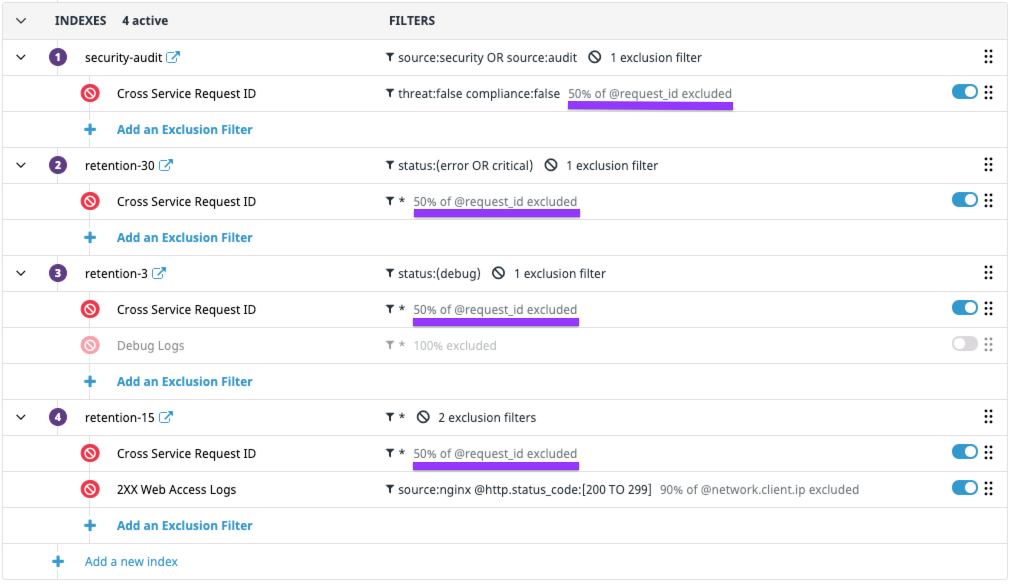 INDEXES 4 active FILTERS
1 security-audit source:security OR source:audit 1 exclusion filter
Cross Service Request ID threat:false compliance:false 50% of @request_id excluded
+ Add an Exclusion Filter
2 retention-30 status:(error OR critical) 1 exclusion filter
Cross Service Request ID * 50% of @request_id excluded
+ Add an Exclusion Filter
3 retention-3 status:(debug) 1 exclusion filter
Cross Service Request ID * 50% of @request_id excluded
Debug Logs * 100% excluded
+ Add an Exclusion Filter
4 retention-15 * 2 exclusion filters
Cross Service Request ID * 50% of @request_id excluded
2XX Web Access Logs source:nginx @http.status_code:[200 TO 299] 90% of @network.client.ip excluded
+ Add an Exclusion Filter
+ Add a new index